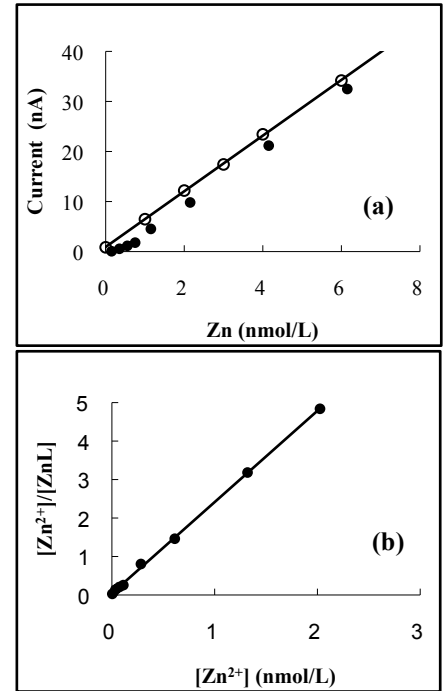 40
30
20
10
0
Current (nA)
(a)
0 2 4 6 8
Zn (nmol/L)
5
4
3
2
1
0
[Zn²⁺]/[ZnL]
(b)
0 1 2 3
[Zn²⁺] (nmol/L)